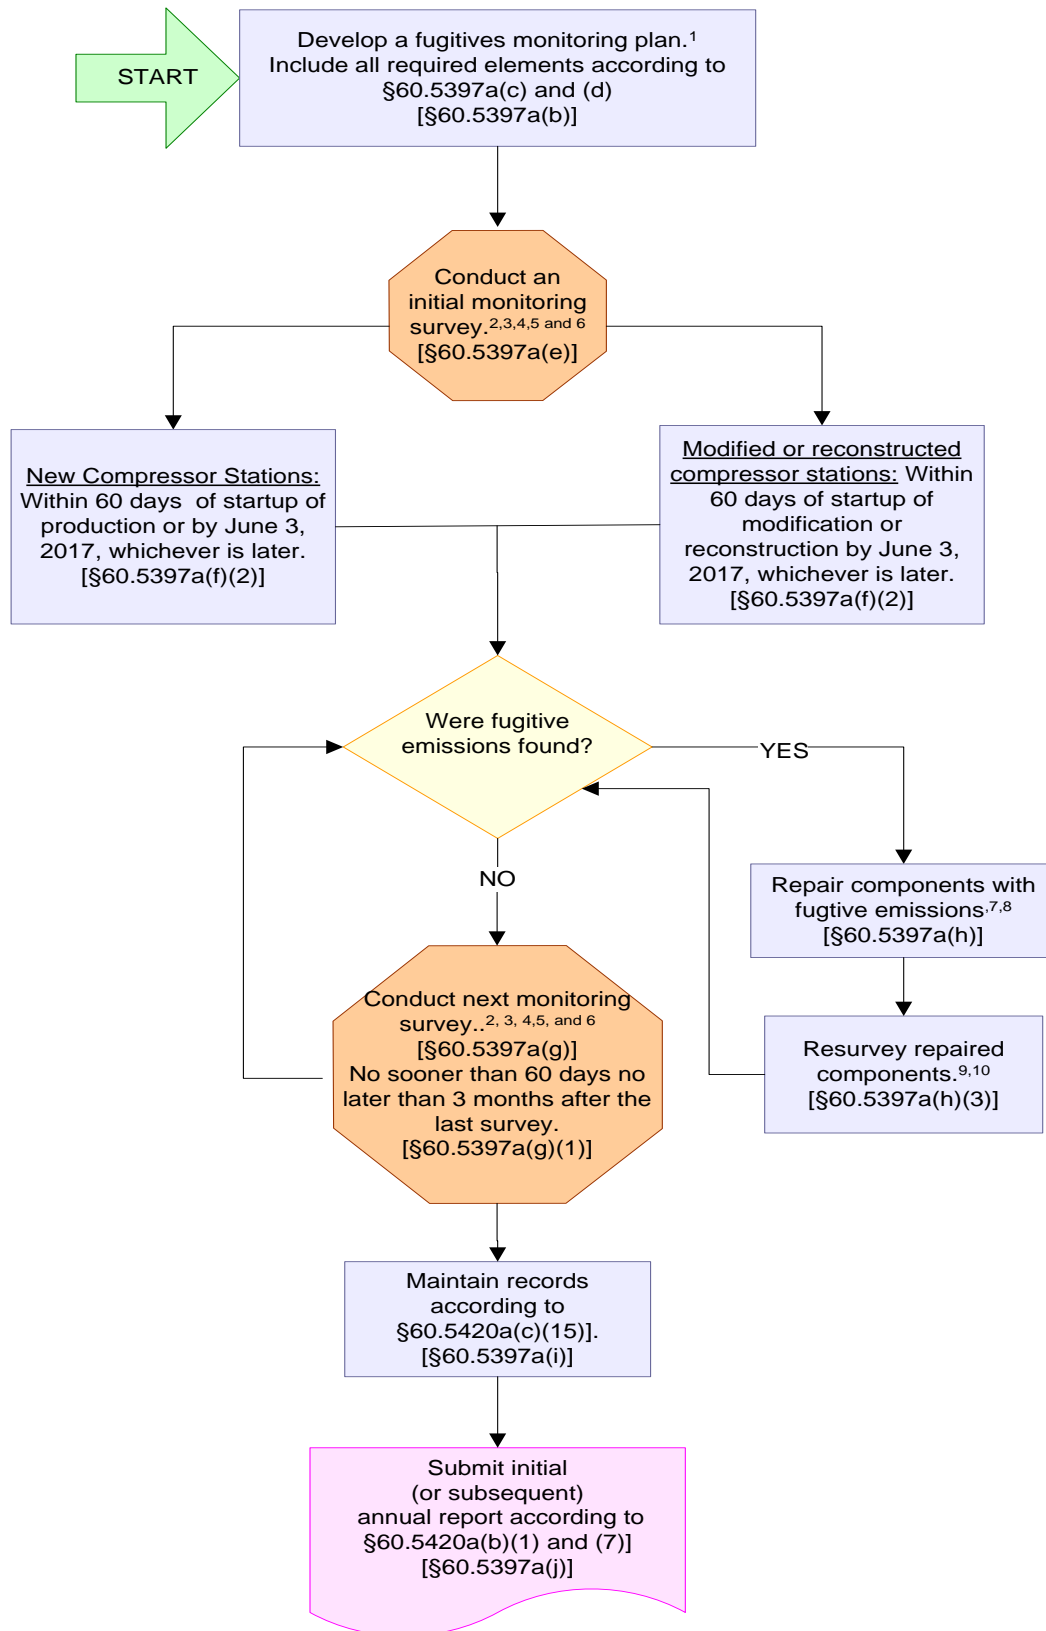 START
Develop a fugitives monitoring plan.¹
Include all required elements according to
§60.5397a(c) and (d)
[§60.5397a(b)]
Conduct an
initial monitoring
survey.²,³,⁴,⁵ ᵃⁿᵈ ⁶
[§60.5397a(e)]
New Compressor Stations:
Within 60 days of startup of
production or by June 3,
2017, whichever is later.
[§60.5397a(f)(2)]
Modified or reconstructed
compressor stations: Within
60 days of startup of
modification or
reconstruction by June 3,
2017, whichever is later.
[§60.5397a(f)(2)]
Were fugitive
emissions found?
YES
NO
Repair components with
fugtive emissions.,⁷,⁸
[§60.5397a(h)]
Resurvey repaired
components.⁹,¹⁰
[§60.5397a(h)(3)]
Conduct next monitoring
survey..², ³, ⁴,⁵, ᵃⁿᵈ ⁶
[§60.5397a(g)]
No sooner than 60 days no
later than 3 months after the
last survey.
[§60.5397a(g)(1)]
Maintain records
according to
§60.5420a(c)(15)].
[§60.5397a(i)]
Submit initial
(or subsequent)
annual report according to
§60.5420a(b)(1) and (7)]
[§60.5397a(j)]